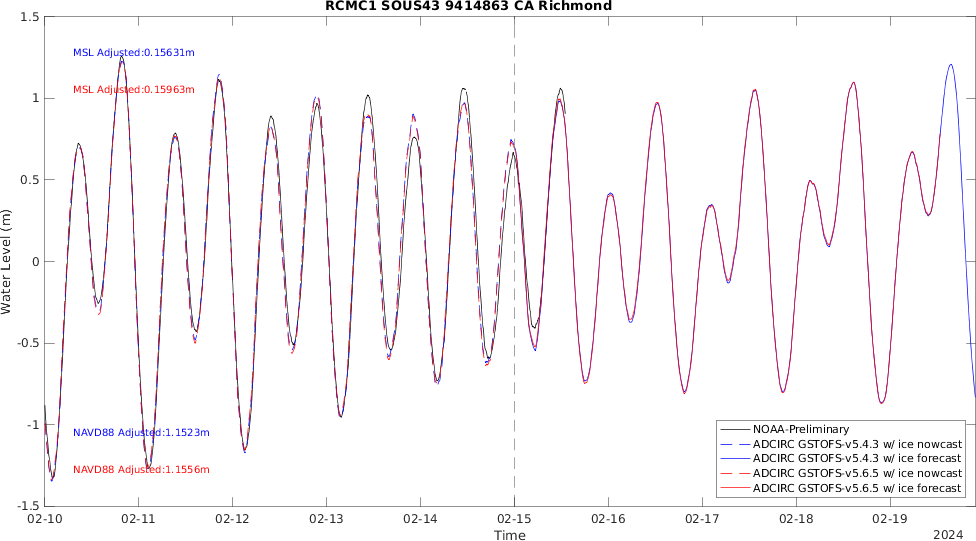 RCMC1 SOUS43 9414863 CA Richmond
1.5
1
0.5
0
-0.5
-1
-1.5
Water Level (m)
MSL Adjusted:0.15631m
MSL Adjusted:0.15963m
NAVD88 Adjusted:1.1523m
NAVD88 Adjusted:1.1556m
NOAA-Preliminary
ADCIRC GSTOFS-v5.4.3 w/ ice nowcast
ADCIRC GSTOFS-v5.4.3 w/ ice forecast
ADCIRC GSTOFS-v5.6.5 w/ ice nowcast
ADCIRC GSTOFS-v5.6.5 w/ ice forecast
02-10 02-11 02-12 02-13 02-14 02-15 02-16 02-17 02-18 02-19
Time
2024